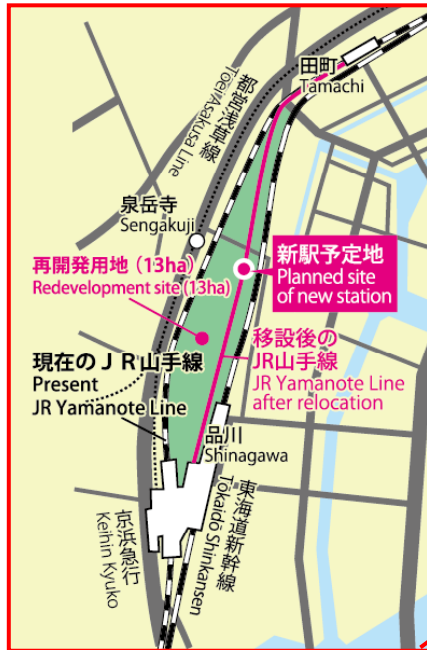 田町
Tamachi
都営浅草線
Toei Asakusa Line
泉岳寺
Sengakuji
再開発用地（13ha）
Redevelopment site (13ha)
新駅予定地
Planned site
of new station
現在のＪＲ山手線
Present
JR Yamanote Line
移設後の
JR山手線
JR Yamanote Line
after relocation
品川
Shinagawa
京浜急行
Keihin Kyuko
東海道新幹線
Tokaido Shinkansen